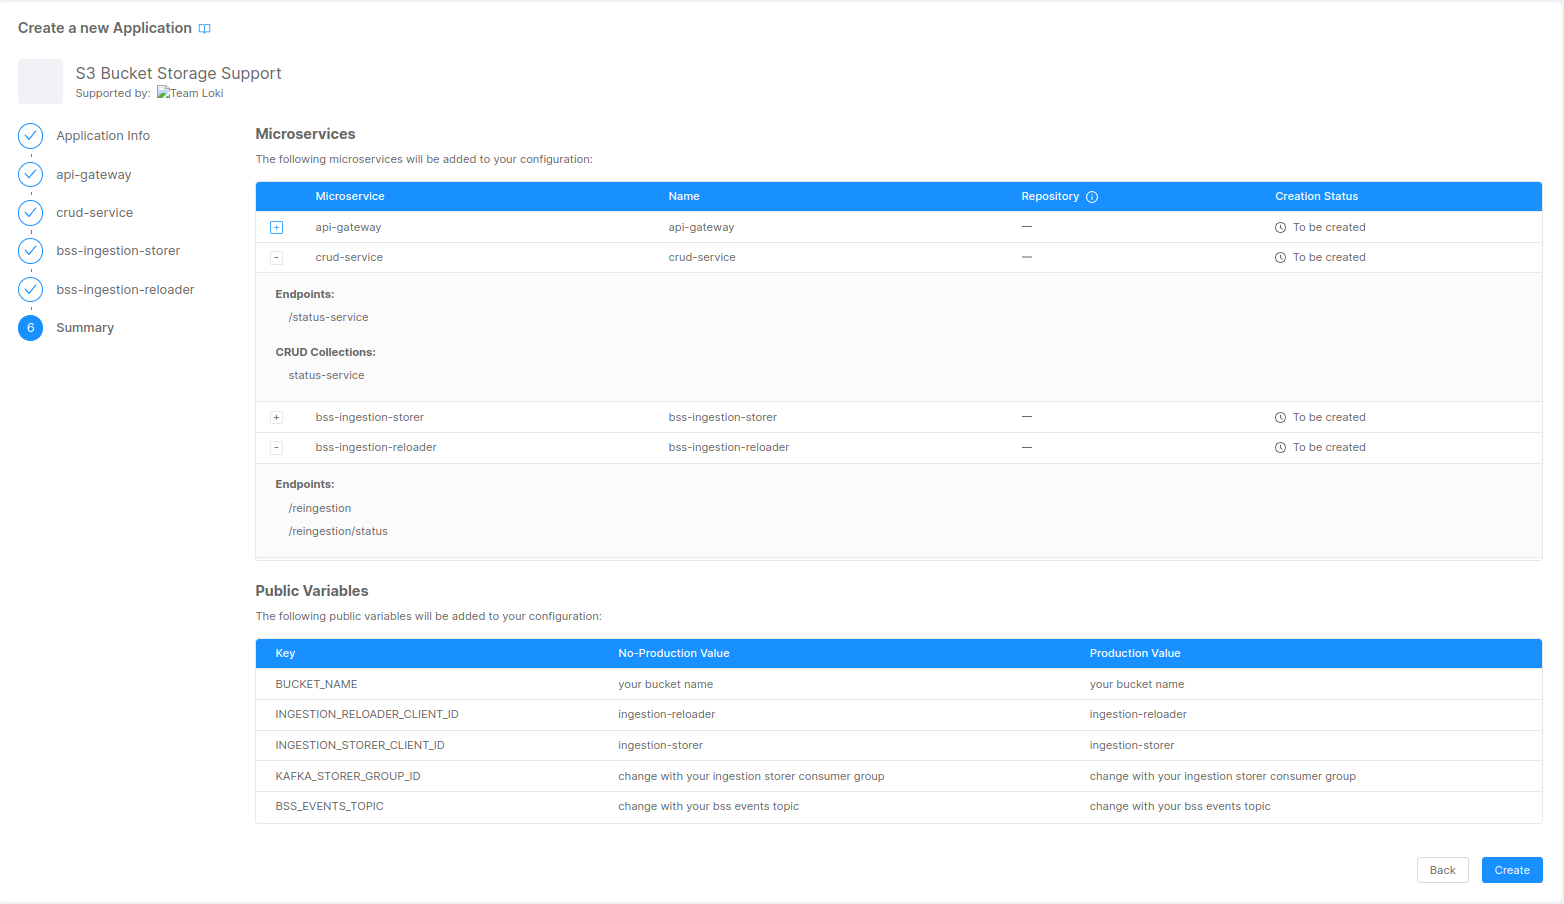 Create a new Application
S3 Bucket Storage Support
Supported by: Team Loki
Application Info
api-gateway
crud-service
bss-ingestion-storer
bss-ingestion-reloader
6 Summary
Microservices
The following microservices will be added to your configuration:
Microservice Name Repository Creation Status
+ api-gateway api-gateway — To be created
- crud-service crud-service — To be created
Endpoints:
/status-service
CRUD Collections:
status-service
+ bss-ingestion-storer bss-ingestion-storer — To be created
- bss-ingestion-reloader bss-ingestion-reloader — To be created
Endpoints:
/reingestion
/reingestion/status
Public Variables
The following public variables will be added to your configuration:
Key No-Production Value Production Value
BUCKET_NAME your bucket name your bucket name
INGESTION_RELOADER_CLIENT_ID ingestion-reloader ingestion-reloader
INGESTION_STORER_CLIENT_ID ingestion-storer ingestion-storer
KAFKA_STORER_GROUP_ID change with your ingestion storer consumer group change with your ingestion storer consumer group
BSS_EVENTS_TOPIC change with your bss events topic change with your bss events topic
Back Create